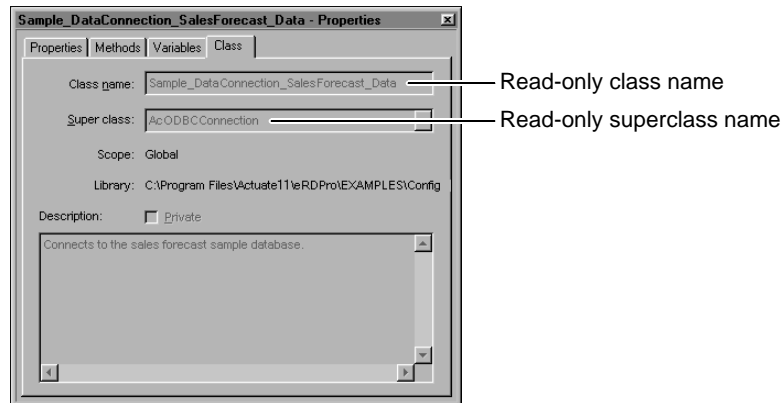 Sample_DataConnection_SalesForecast_Data - Properties
Properties Methods Variables Class
Class name: Sample_DataConnection_SalesForecast_Data
Read-only class name
Super class: AcODBCConnection
Read-only superclass name
Scope: Global
Library: C:\Program Files\Actuate11\eRDPro\EXAMPLES\Config
Description: Private
Connects to the sales forecast sample database.